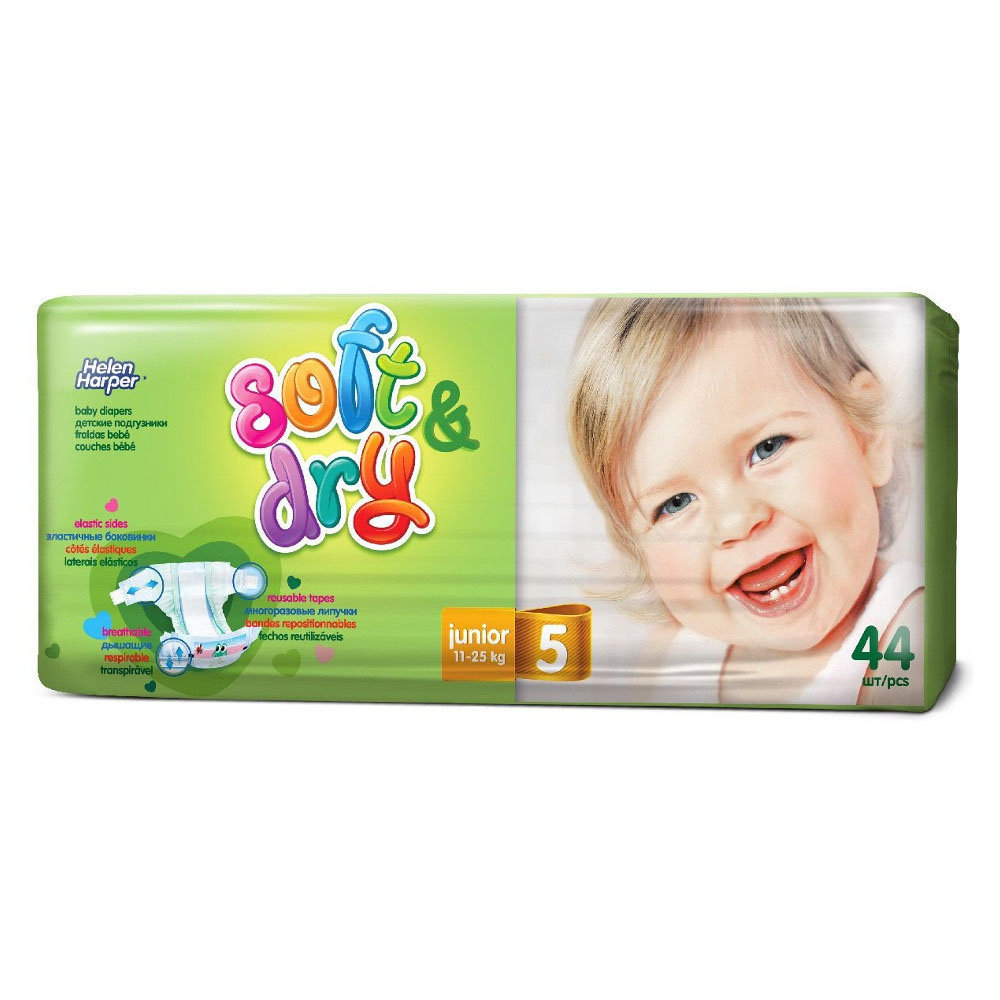 Helen
Harper
baby diapers
детские подгузники
fraldas bebé
couches bébé
soft &
dry
elastic sides
эластичные боковинки
côtés élastiques
laterais elásticos
reusable tapes
многоразовые липучки
bandes repositionnables
fechos reutilizáveis
breathable
дышащие
respirable
transpirável
junior
11-25 kg
5
44
шт/pcs